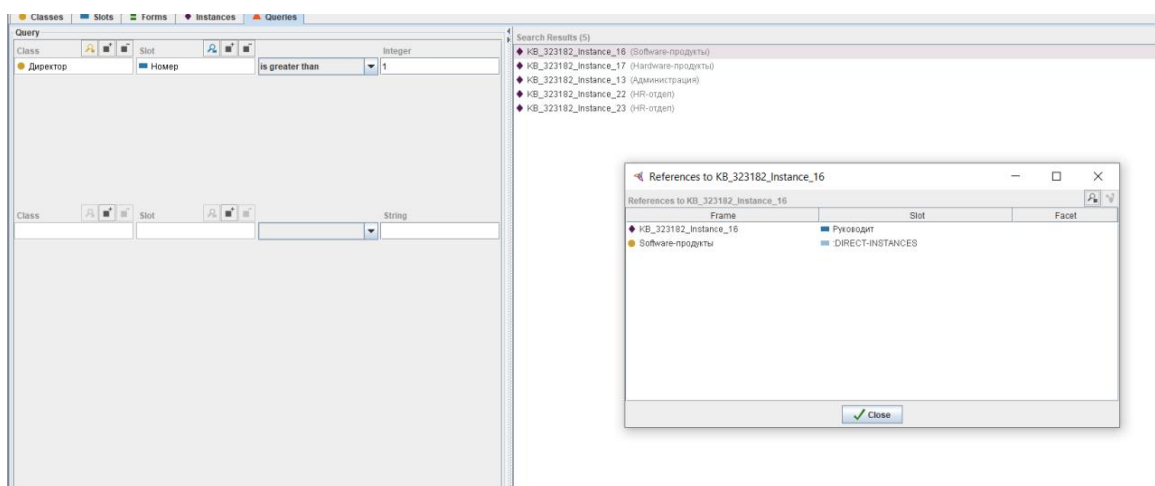 Classes Slots Forms Instances Queries
Query
Class Slot Integer
Директор Номер is greater than 1
Class Slot String
Search Results (5)
KB_323182_Instance_16 (Software-продукты)
KB_323182_Instance_17 (Hardware-продукты)
KB_323182_Instance_13 (Администрация)
KB_323182_Instance_22 (HR-отдел)
KB_323182_Instance_23 (HR-отдел)
References to KB_323182_Instance_16
References to KB_323182_Instance_16
Frame Slot Facet
KB_323182_Instance_16 Руководит
Software-продукты :DIRECT-INSTANCES
Close